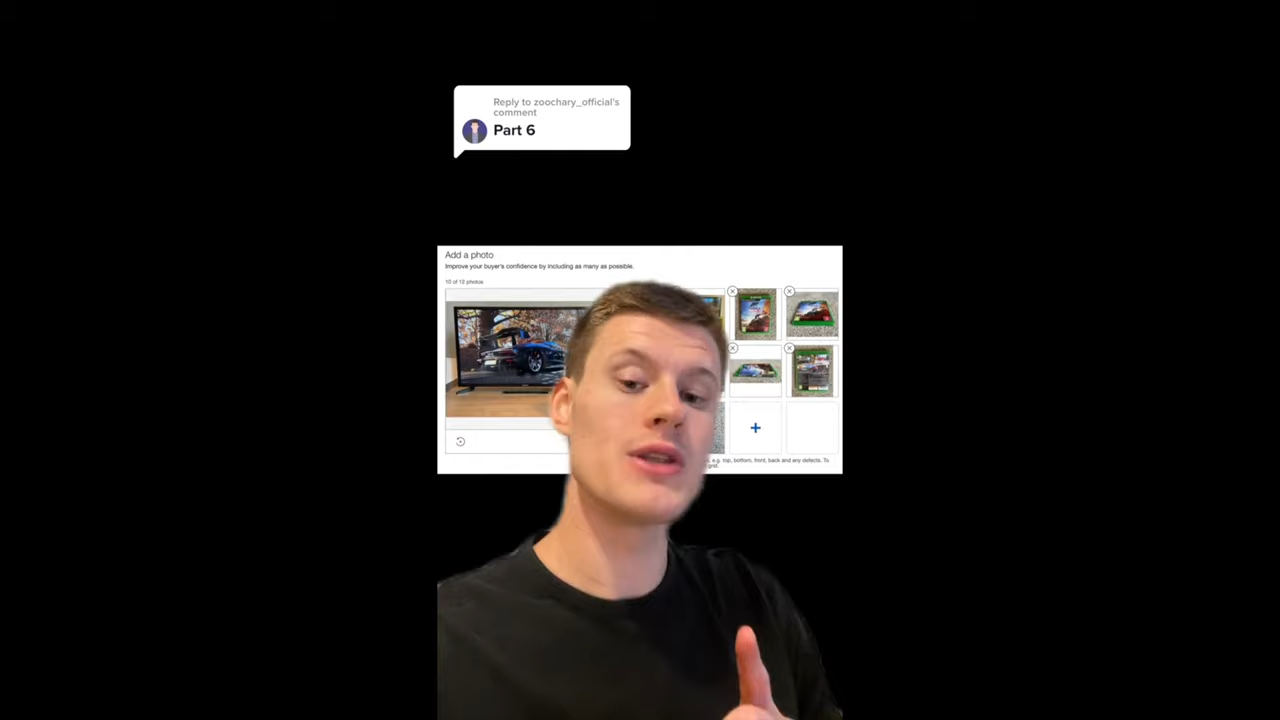 Reply to zoochary_official's
comment
Part 6
Add a photo
Improve your buyer's confidence by including as many as possible.
10 of 12 photos
+
e.g. top, bottom, front, back and any defects. To
grid.